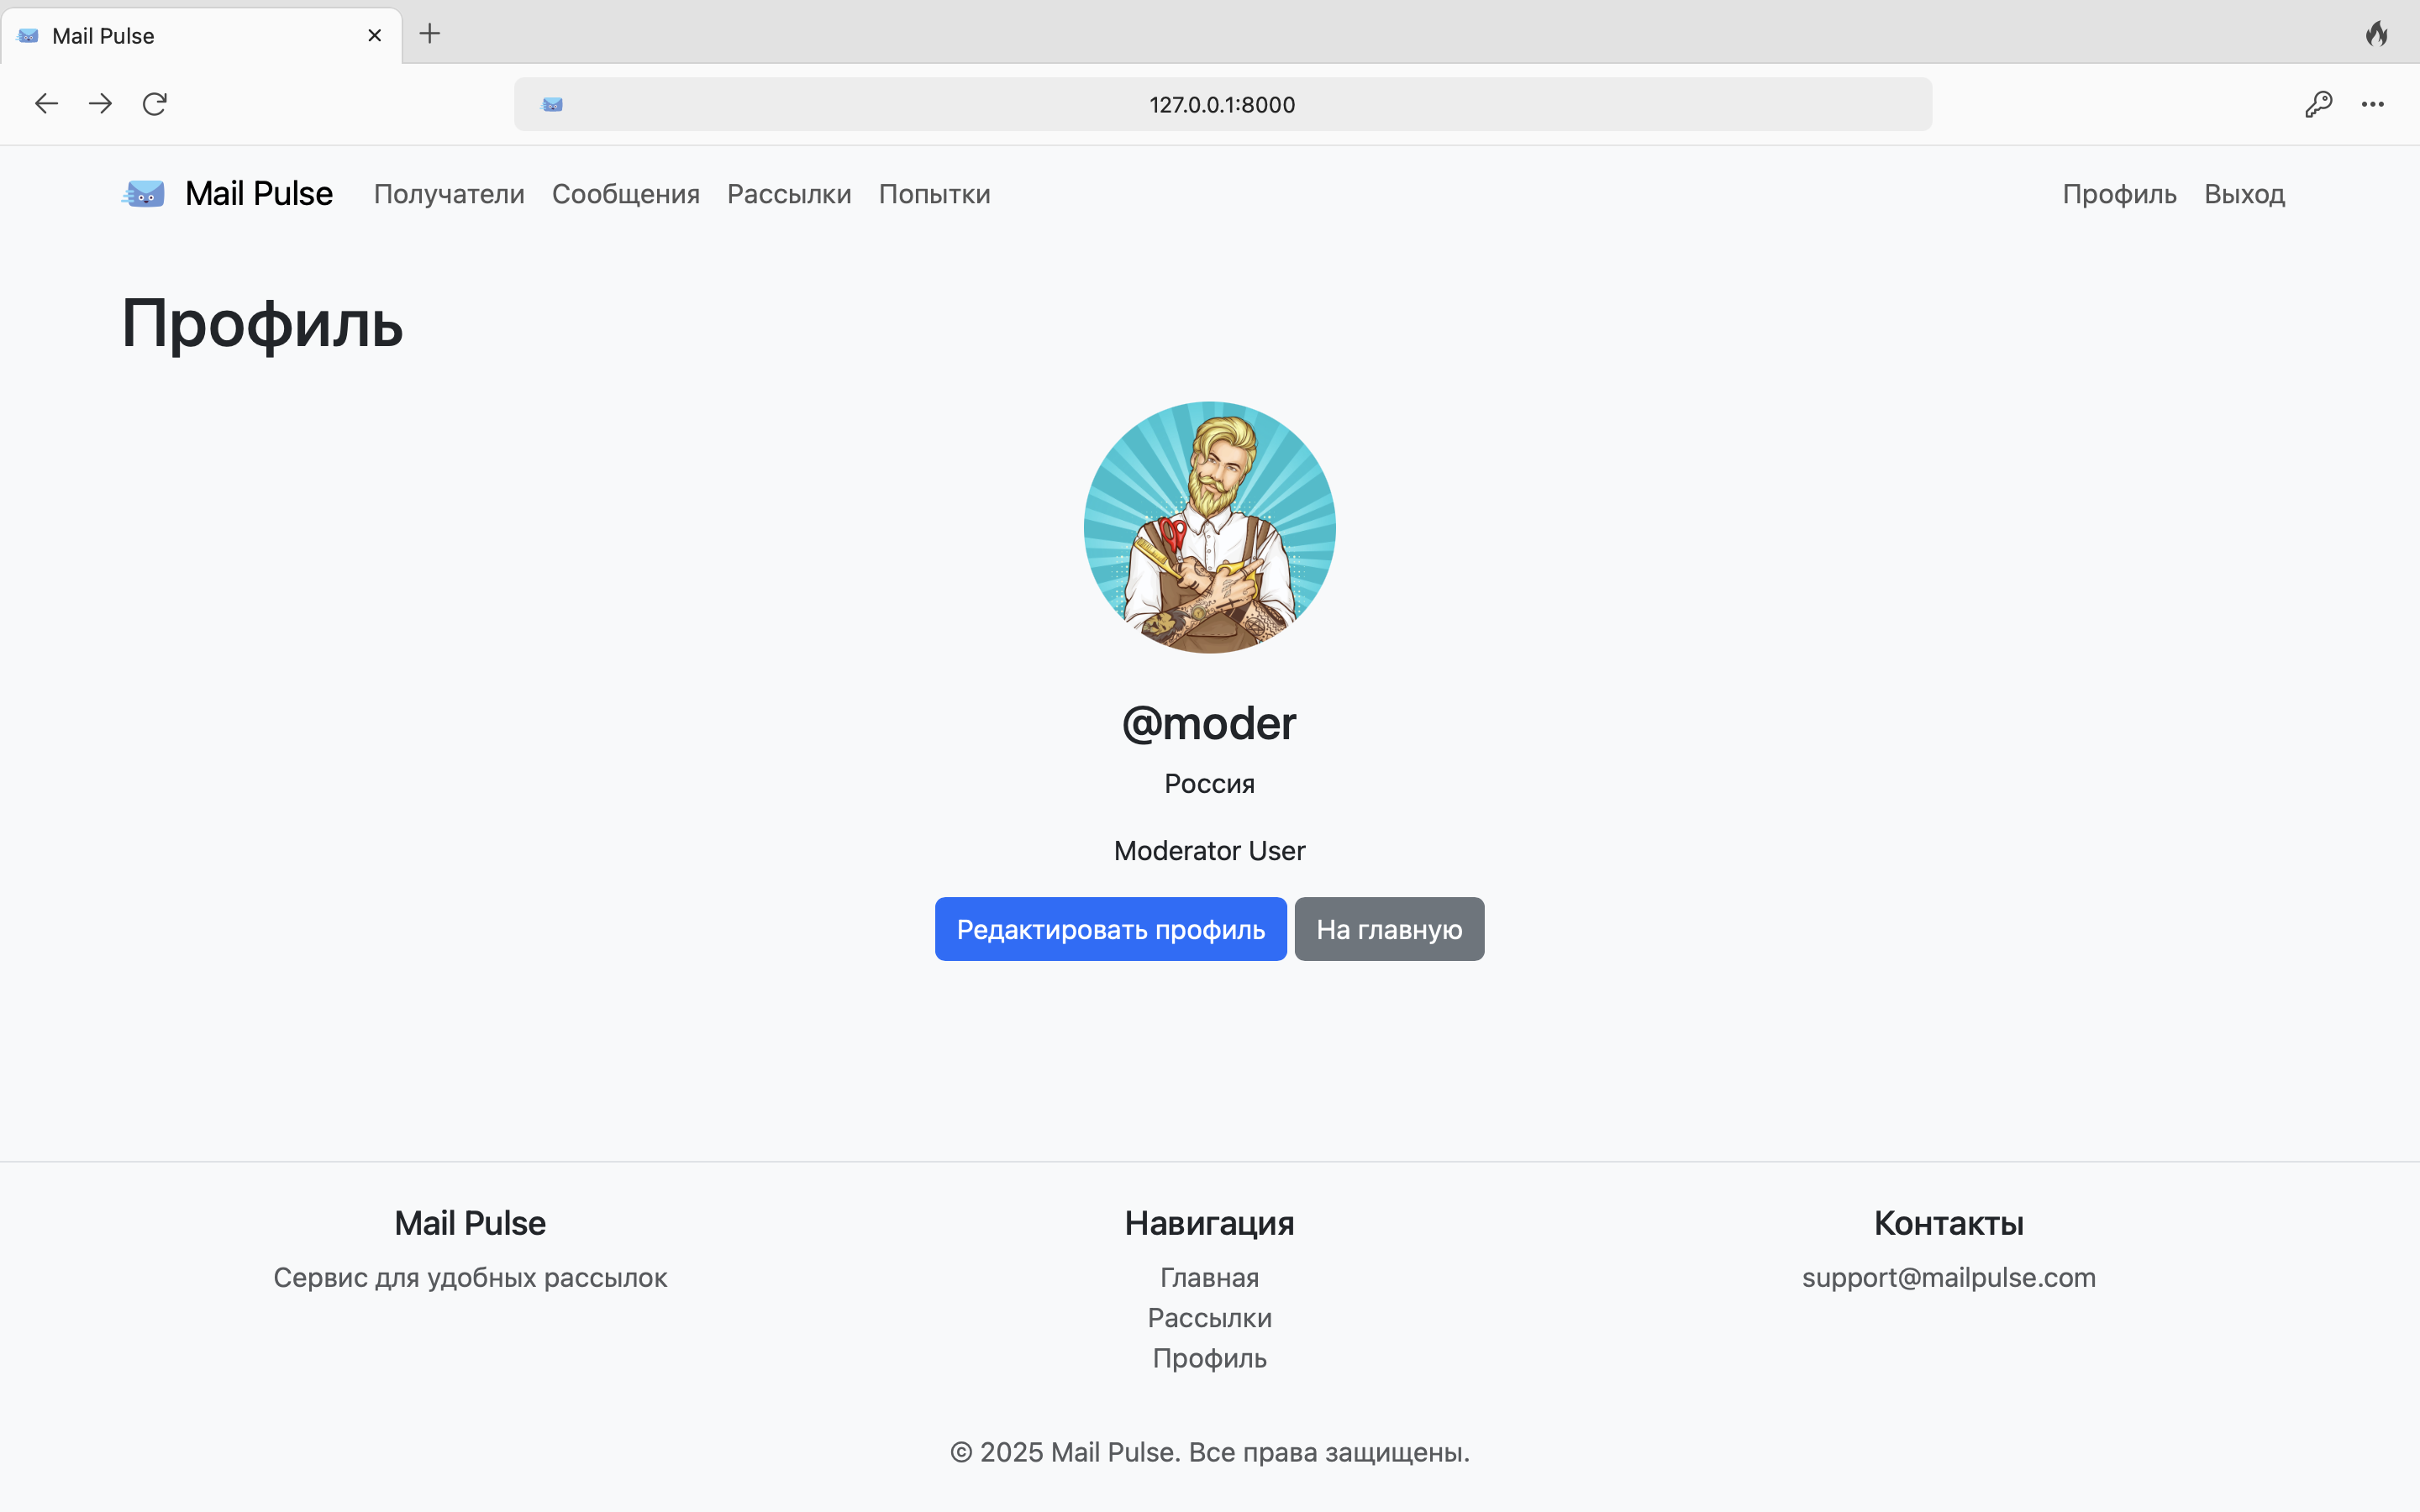 Mail Pulse
127.0.0.1:8000
Mail Pulse Получатели Сообщения Рассылки Попытки Профиль Выход
Профиль
@moder
Россия
Moderator User
Редактировать профиль На главную
Mail Pulse
Сервис для удобных рассылок
Навигация
Главная
Рассылки
Профиль
Контакты
support@mailpulse.com
© 2025 Mail Pulse. Все права защищены.